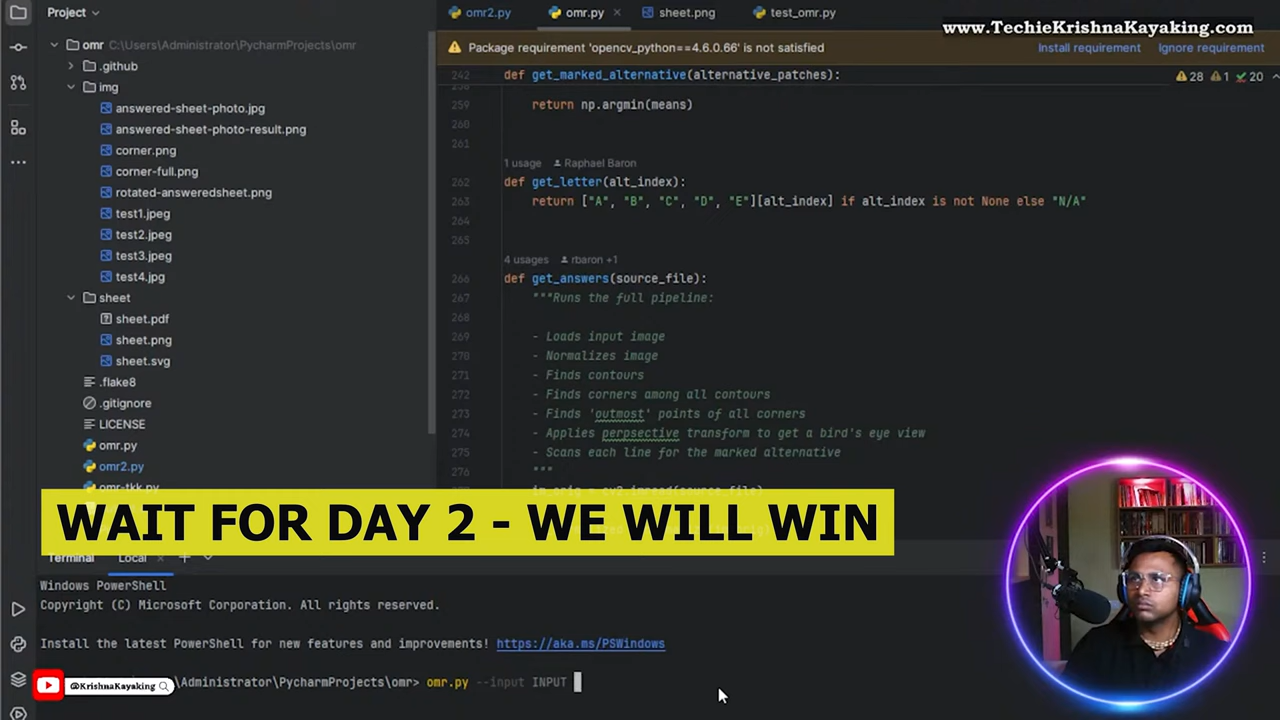 Project
omr2.py
omr.py
sheet.png
test_omr.py
www.TechieKrishnaKayaking.com
omr C:\Users\Administrator\PycharmProjects\omr
Package requirement 'opencv_python==4.6.0.66' is not satisfied
Install requirement
Ignore requirement
.github
img
answered-sheet-photo.jpg
answered-sheet-photo-result.png
corner.png
corner-full.png
rotated-answeredsheet.png
test1.jpeg
test2.jpeg
test3.jpeg
test4.jpg
sheet
sheet.pdf
sheet.png
sheet.svg
.flake8
.gitignore
LICENSE
omr.py
omr2.py
omr-tkk.py
242 def get_marked_alternative(alternative_patches):
28 1 20
259 return np.argmin(means)
260
261
1 usage Raphael Baron
262 def get_letter(alt_index):
263 return ["A", "B", "C", "D", "E"][alt_index] if alt_index is not None else "N/A"
264
265
4 usages rbaron +1
266 def get_answers(source_file):
267 """Runs the full pipeline:
268
269 - Loads input image
270 - Normalizes image
271 - Finds contours
272 - Finds corners among all contours
273 - Finds 'outmost' points of all corners
274 - Applies perpsective transform to get a bird's eye view
275 - Scans each line for the marked alternative
276 """
WAIT FOR DAY 2 - WE WILL WIN
Terminal Local
Windows PowerShell
Copyright (C) Microsoft Corporation. All rights reserved.
Install the latest PowerShell for new features and improvements! https://aka.ms/PSWindows
@KrishnaKayaking
\Administrator\PycharmProjects\omr> omr.py --input INPUT